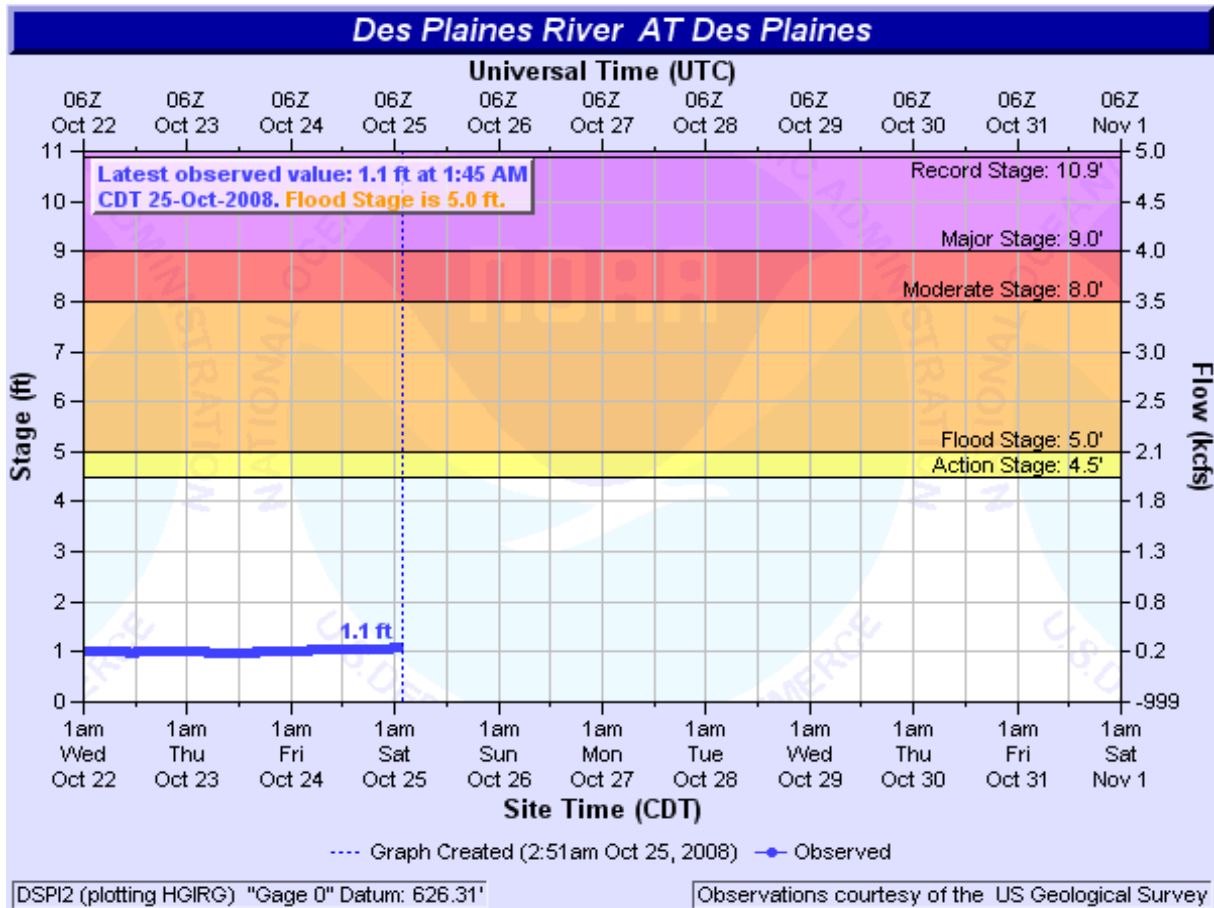 Des Plaines River AT Des Plaines
Universal Time (UTC)
06Z 06Z 06Z 06Z 06Z 06Z 06Z 06Z 06Z 06Z 06Z
Oct 22 Oct 23 Oct 24 Oct 25 Oct 26 Oct 27 Oct 28 Oct 29 Oct 30 Oct 31 Nov 1
11 5.0
Latest observed value: 1.1 ft at 1:45 AM
CDT 25-Oct-2008. Flood Stage is 5.0 ft.
Record Stage: 10.9'
10 4.5
Major Stage: 9.0'
9 4.0
Moderate Stage: 8.0'
8 3.5
7 3.0
6 2.5
Flood Stage: 5.0'
5 2.1
Action Stage: 4.5'
4 1.8
3 1.3
2 0.8
1.1 ft
1 0.2
0 -999
Stage (ft)
Flow (kcfs)
NOAA
1am 1am 1am 1am 1am 1am 1am 1am 1am 1am 1am
Wed Thu Fri Sat Sun Mon Tue Wed Thu Fri Sat
Oct 22 Oct 23 Oct 24 Oct 25 Oct 26 Oct 27 Oct 28 Oct 29 Oct 30 Oct 31 Nov 1
Site Time (CDT)
Graph Created (2:51am Oct 25, 2008) Observed
DSPI2 (plotting HGIRG) "Gage 0" Datum: 626.31'
Observations courtesy of the US Geological Survey